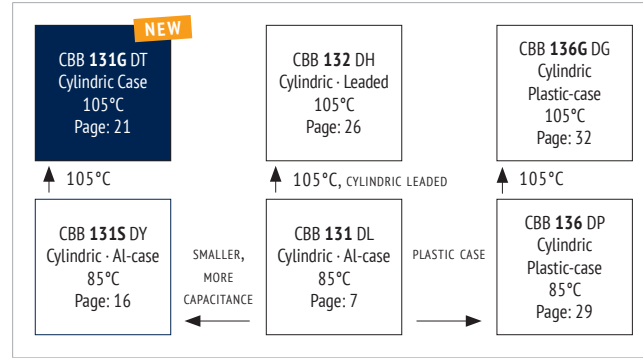 NEW
CBB 131G DT
Cylindric Case
105°C
Page: 21
CBB 132 DH
Cylindric · Leaded
105°C
Page: 26
CBB 136G DG
Cylindric
Plastic-case
105°C
Page: 32
105°C
105°C, CYLINDRIC LEADED
105°C
CBB 131S DY
Cylindric · Al-case
85°C
Page: 16
SMALLER,
MORE
CAPACITANCE
CBB 131 DL
Cylindric · Al-case
85°C
Page: 7
PLASTIC CASE
CBB 136 DP
Cylindric
Plastic-case
85°C
Page: 29